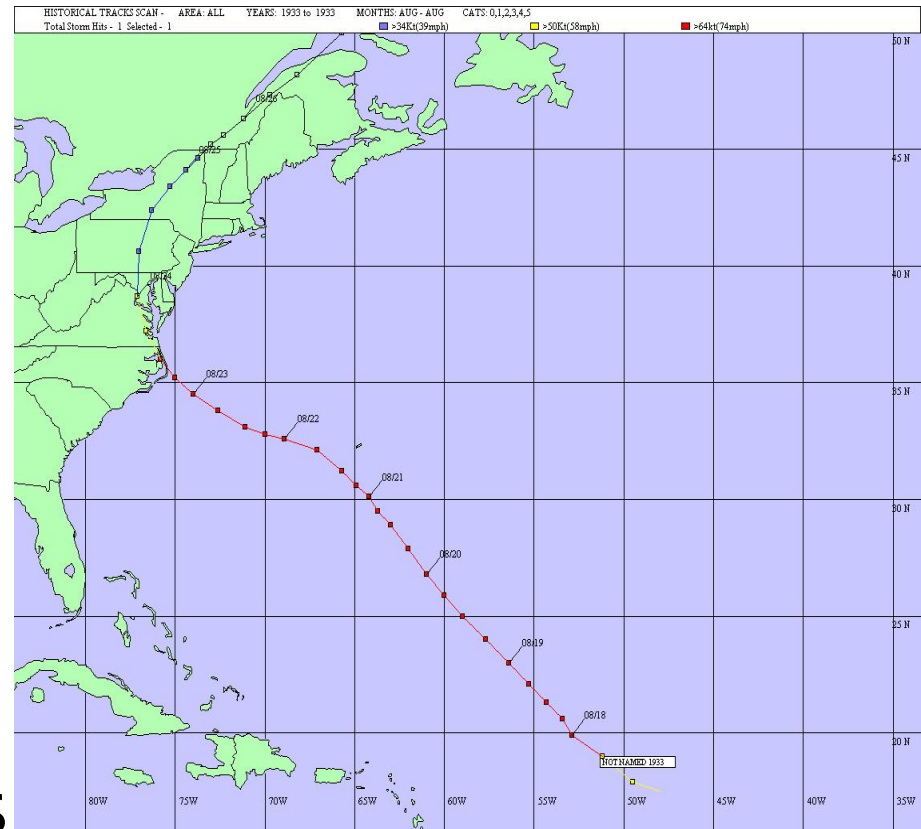 HISTORICAL TRACKS SCAN - AREA: ALL YEARS: 1933 to 1933 MONTHS: AUG - AUG CATS: 0,1,2,3,4,5
Total Storm Hits - 1 Selected - 1 >34Kt(39mph) >50Kt(58mph) >64kt(74mph)
50 N
08/26
08/25
45 N
40 N
08/23
35 N
08/22
08/21
30 N
08/20
25 N
08/19
08/18
20 N
NOT NAMED 1933
80W 75W 70W 65W 60W 55W 50W 45W 40W 35W